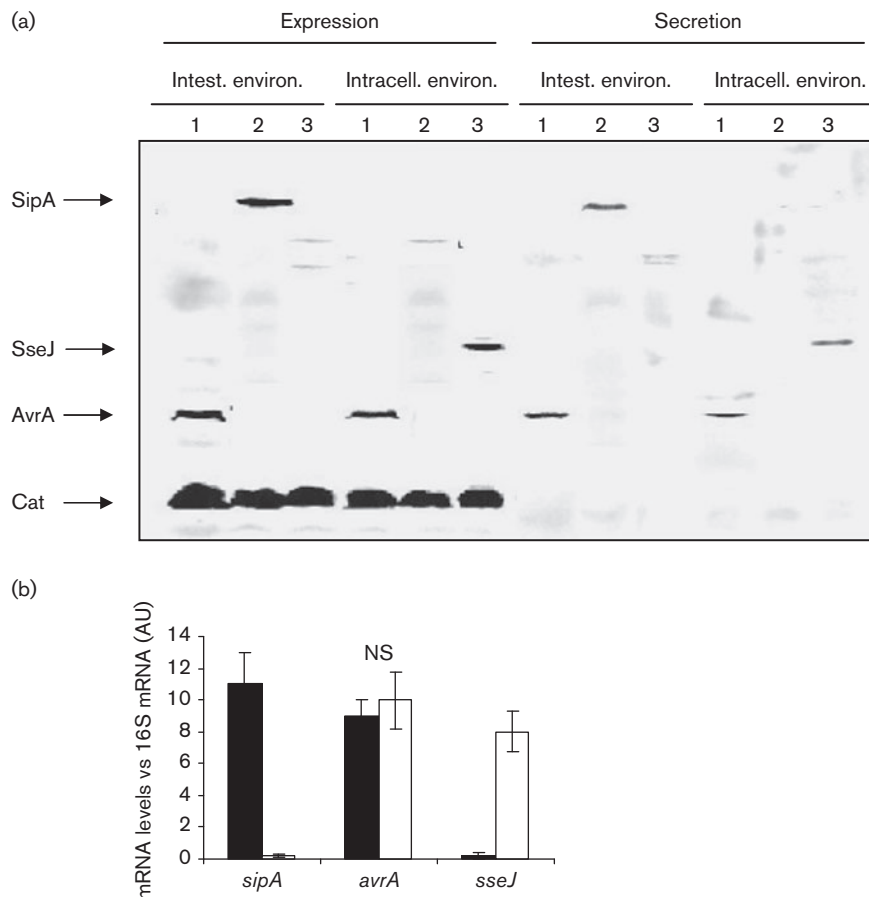 (a)
Expression Secretion
Intest. environ. Intracell. environ. Intest. environ. Intracell. environ.
1 2 3 1 2 3 1 2 3 1 2 3
SipA
SseJ
AvrA
Cat
(b)
mRNA levels vs 16S mRNA (AU)
14
12
10
8
6
4
2
0
NS
sipA avrA sseJ